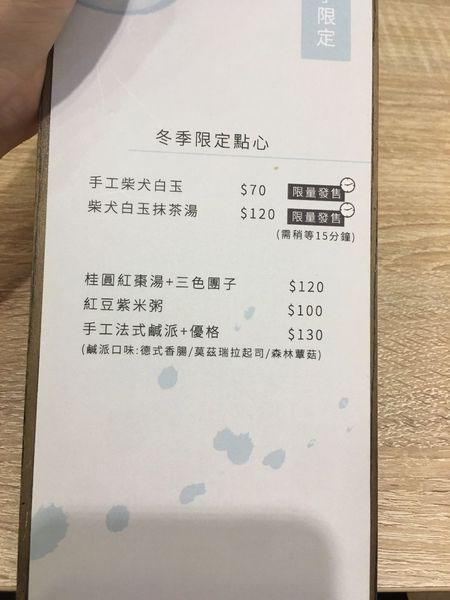 限定
冬季限定點心
手工柴犬白玉 $70 限量發售
柴犬白玉抹茶湯 $120 限量發售
(需稍等15分鐘)
桂圓紅棗湯+三色團子 $120
紅豆紫米粥 $100
手工法式鹹派+優格 $130
(鹹派口味:德式香腸/莫茲瑞拉起司/森林蕈菇)